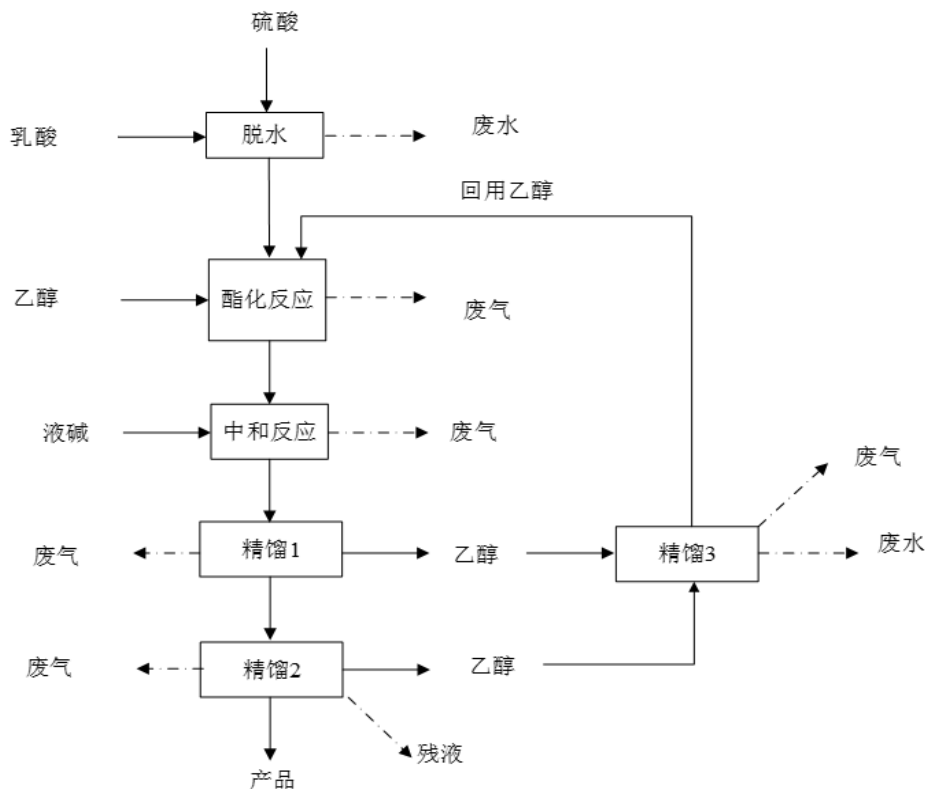 硫酸
乳酸
脱水
废水
回用乙醇
乙醇
酯化反应
废气
液碱
中和反应
废气
废气
废气
精馏1
乙醇
精馏3
废水
废气
精馏2
乙醇
残液
产品